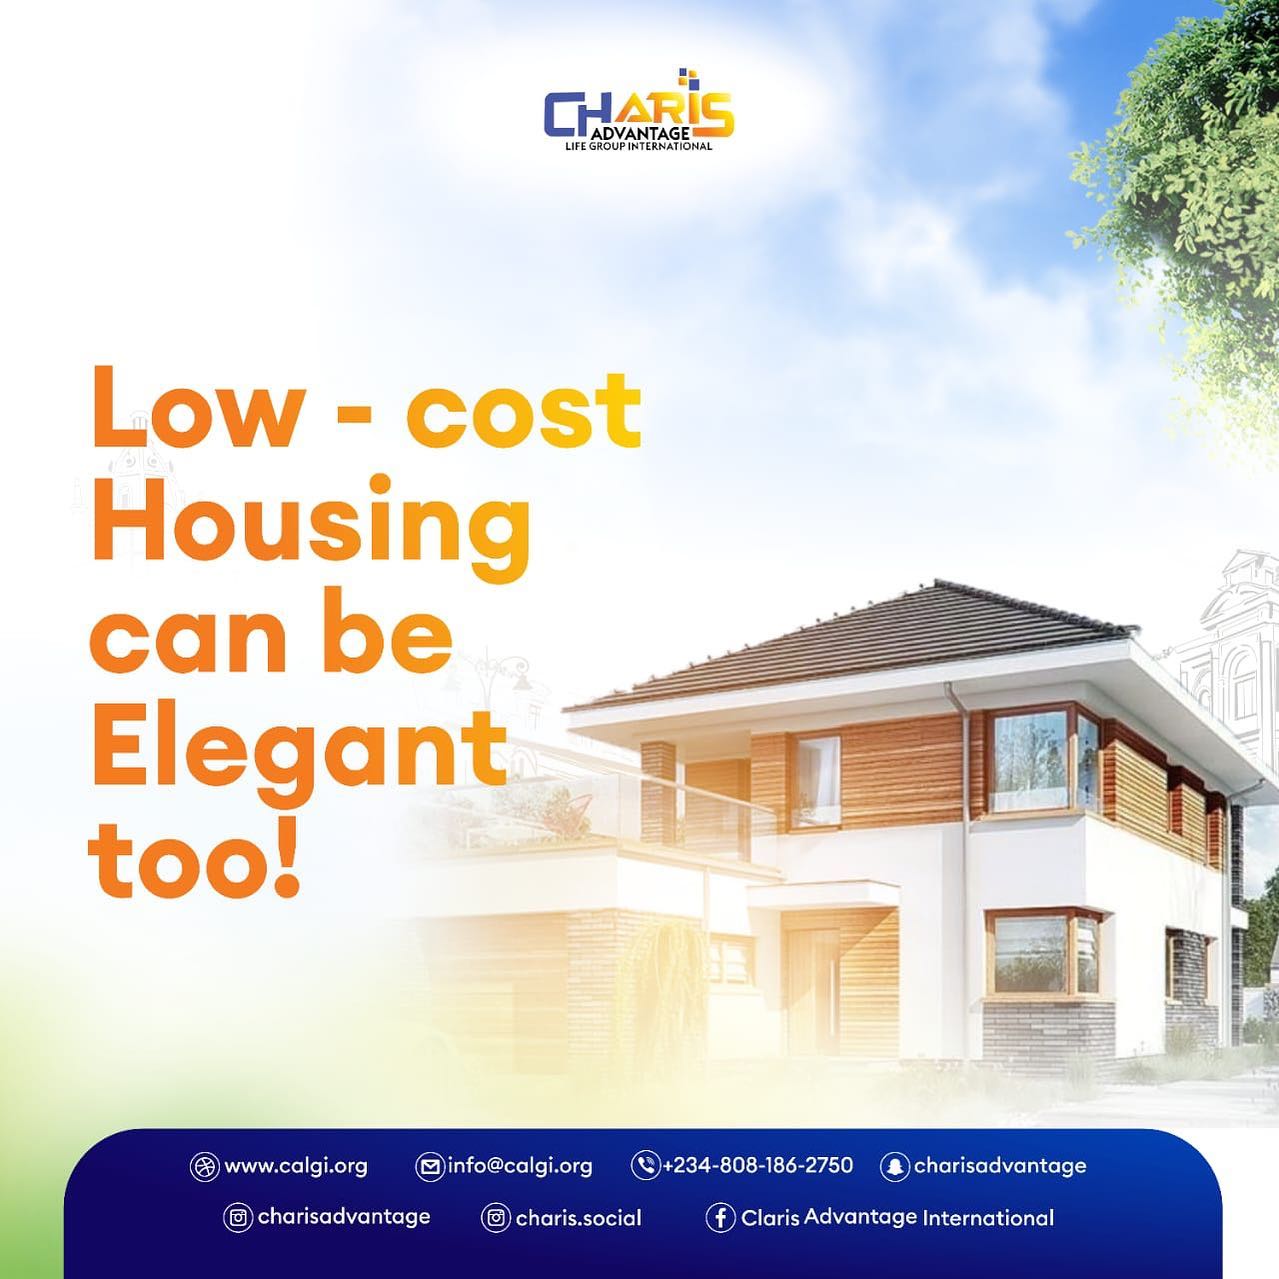 CHARIS
ADVANTAGE
LIFE GROUP INTERNATIONAL
Low - cost
Housing
can be
Elegant
too!
www.calgi.org info@calgi.org +234-808-186-2750 charisadvantage
charisadvantage charis.social Claris Advantage International